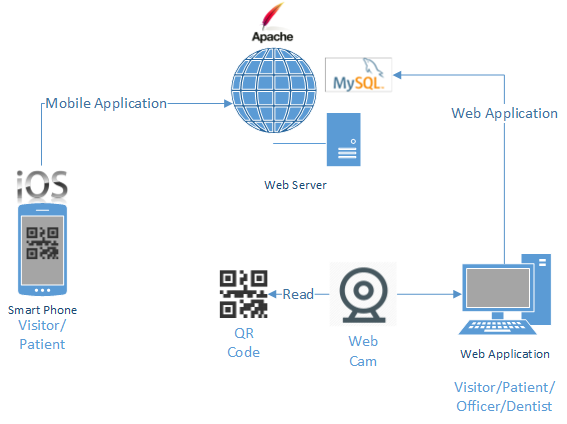 Apache
MySQL
Mobile Application
Web Application
Web Server
iOS
Smart Phone
Visitor/
Patient
Read
QR
Code
Web
Cam
Web Application
Visitor/Patient/
Officer/Dentist